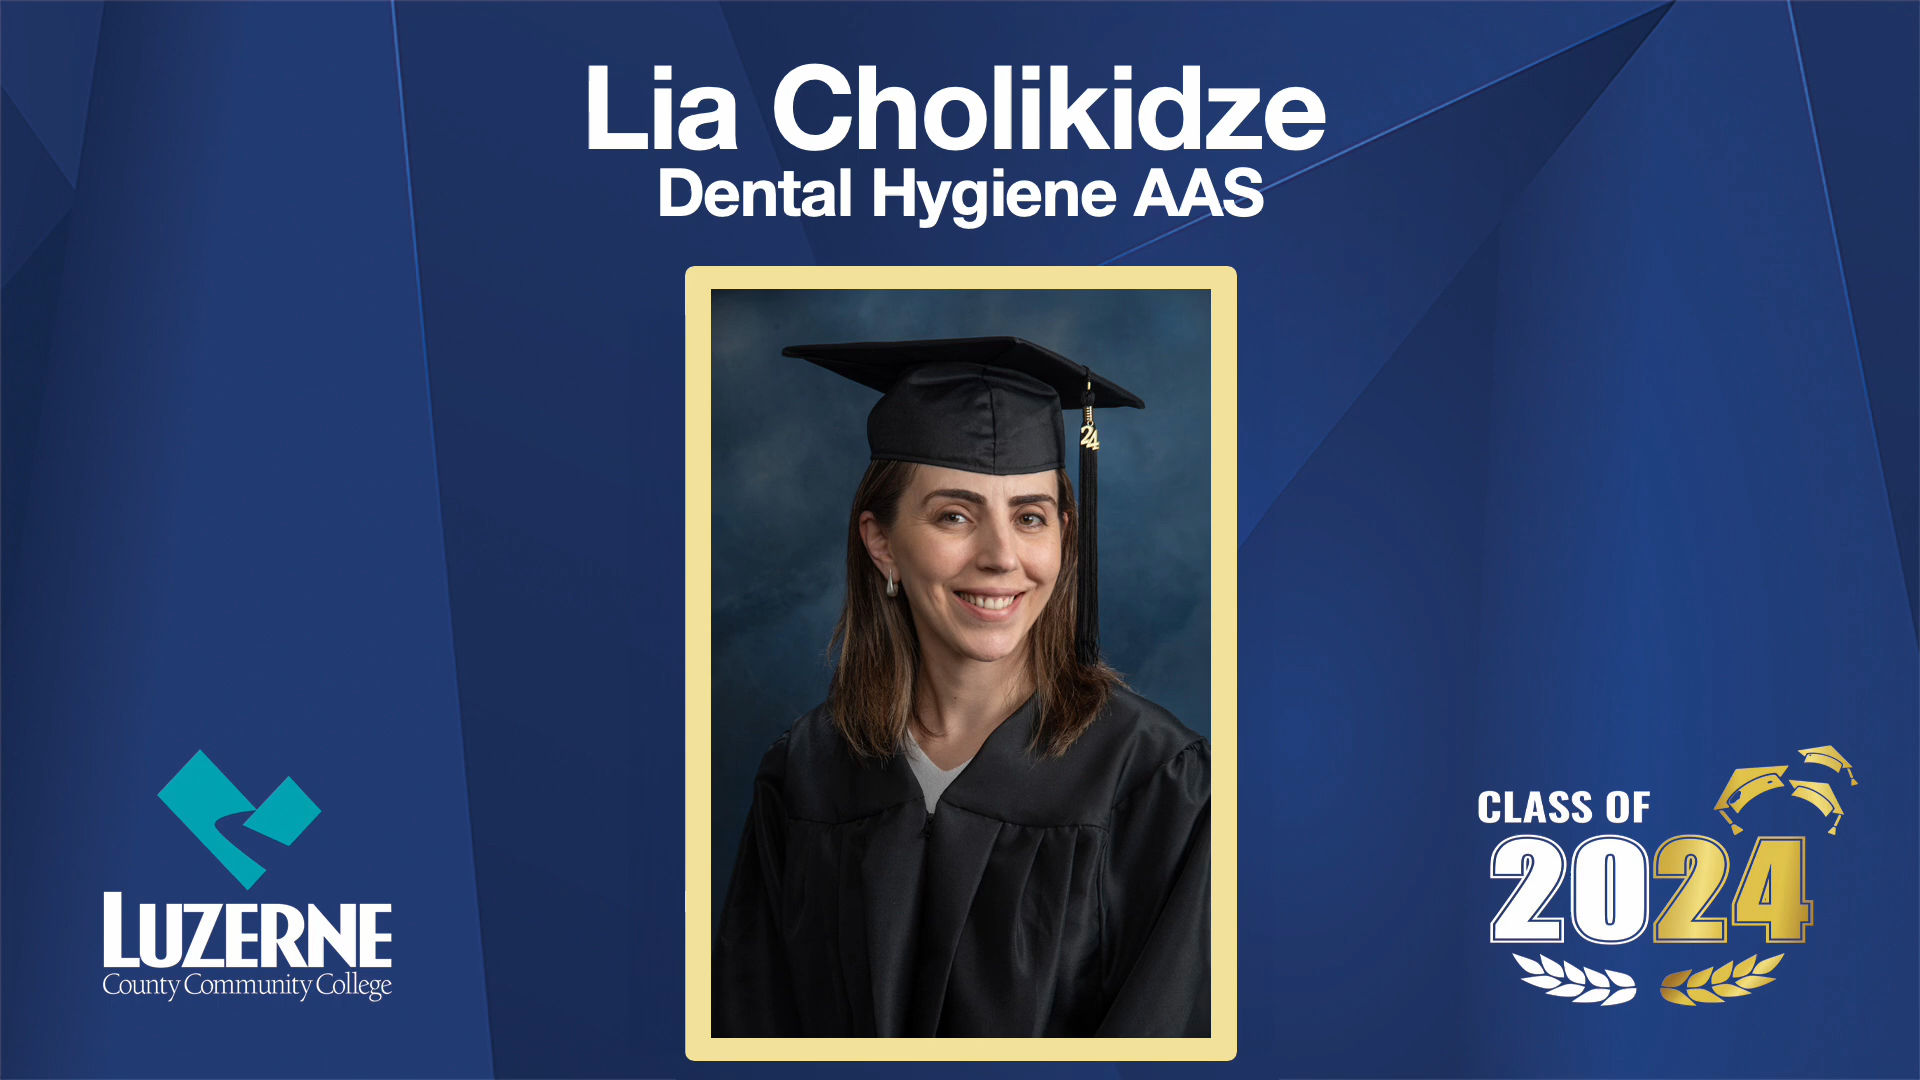 Lia Cholikidze
Dental Hygiene AAS
24
LUZERNE
County Community College
CLASS OF
2024